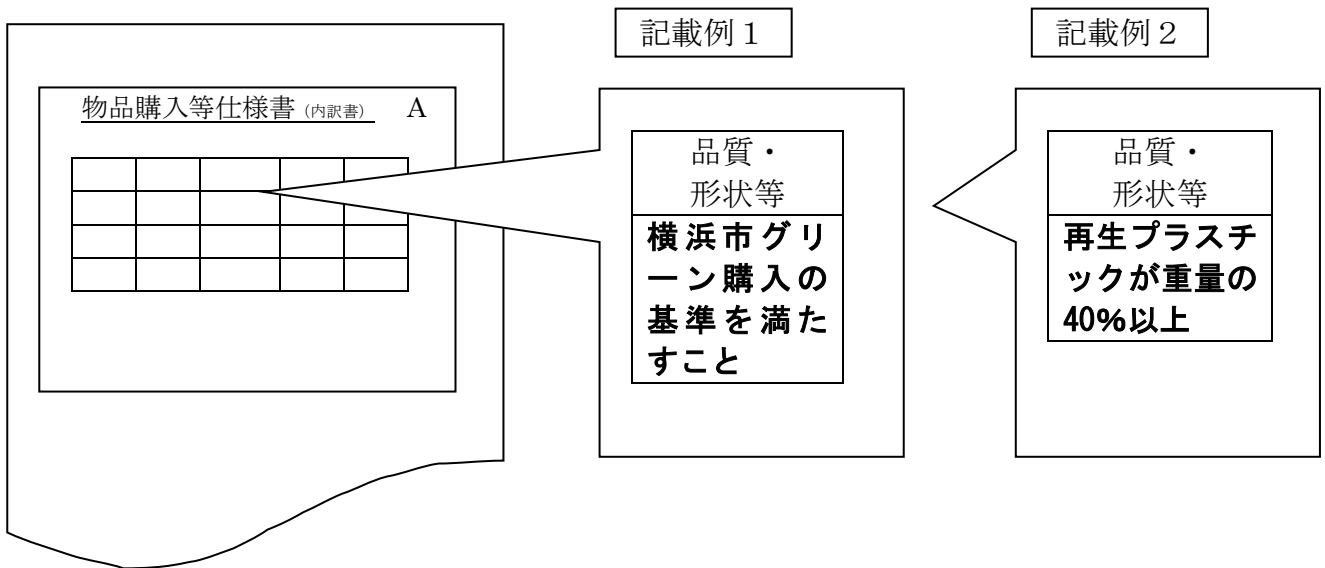 記載例１
記載例２
物品購入等仕様書（内訳書） A
品質・
形状等
横浜市グリ
ーン購入の
基準を満た
すこと
品質・
形状等
再生プラスチ
ックが重量の
40％以上